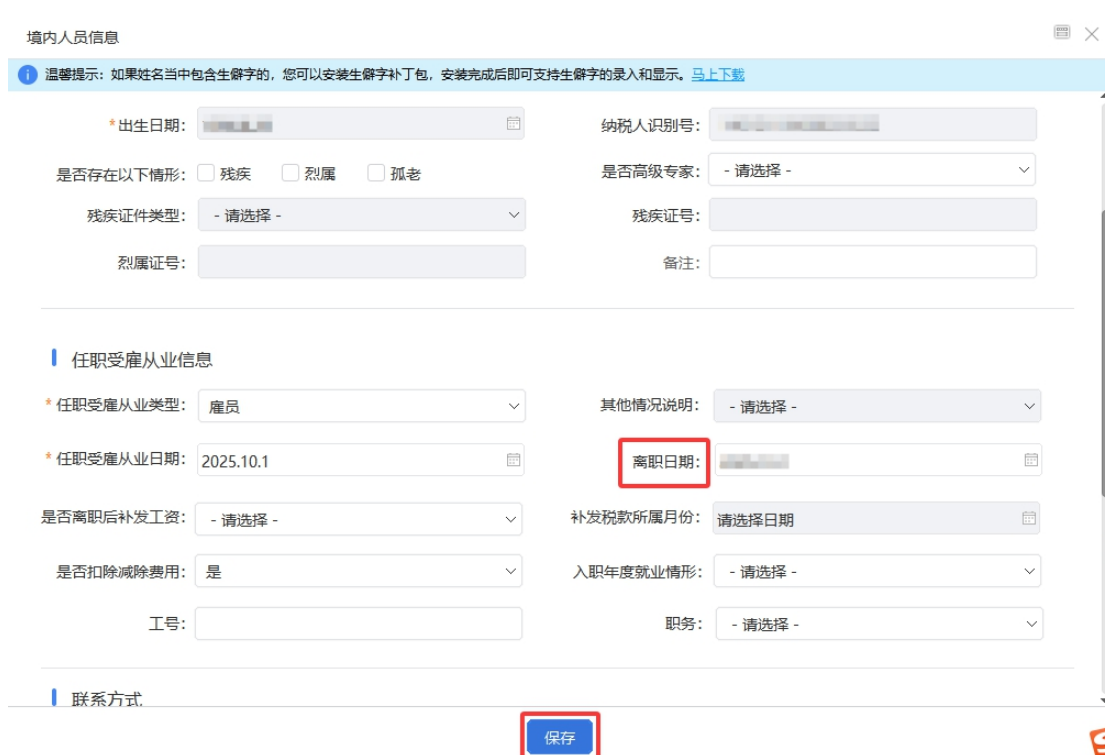 境内人员信息
温馨提示：如果姓名当中包含生僻字的，您可以安装生僻字补丁包，安装完成后即可支持生僻字的录入和显示。马上下载
*出生日期：
纳税人识别号：
是否存在以下情形： 残疾 烈属 孤老
是否高级专家： - 请选择 -
残疾证件类型： - 请选择 -
残疾证号：
烈属证号：
备注：
任职受雇从业信息
*任职受雇从业类型： 雇员
其他情况说明： - 请选择 -
*任职受雇从业日期： 2025.10.1
离职日期：
是否离职后补发工资： - 请选择 -
补发税款所属月份： 请选择日期
是否扣除减除费用： 是
入职年度就业情形： - 请选择 -
工号：
职务： - 请选择 -
联系方式
保存